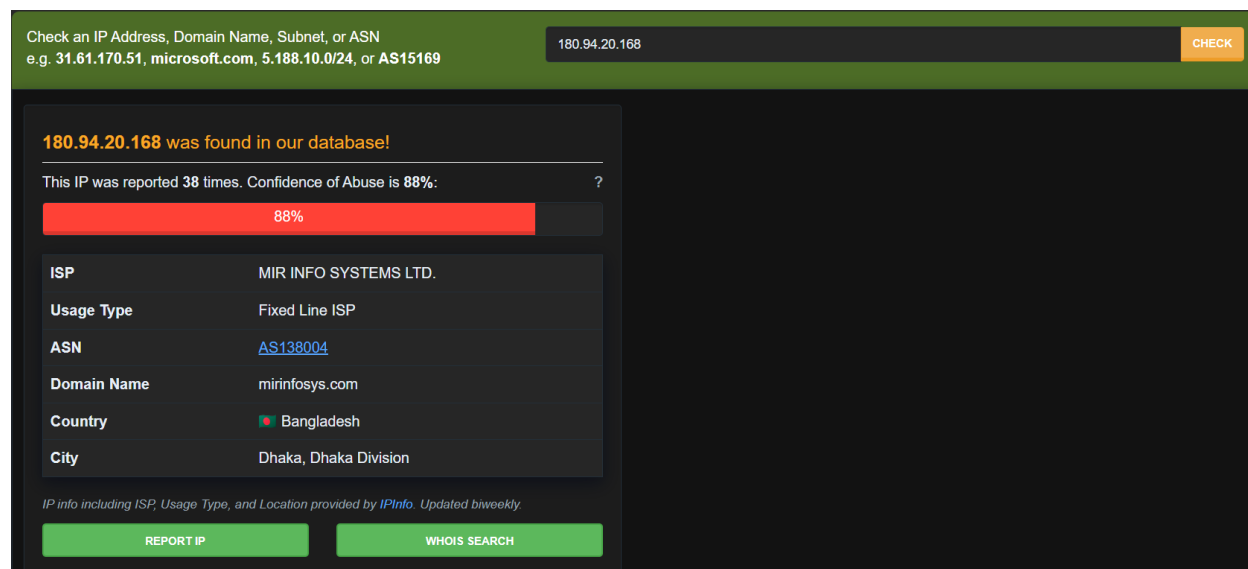 Check an IP Address, Domain Name, Subnet, or ASN
e.g. 31.61.170.51, microsoft.com, 5.188.10.0/24, or AS15169
180.94.20.168
CHECK
180.94.20.168 was found in our database!
This IP was reported 38 times. Confidence of Abuse is 88%: ?
88%
ISP MIR INFO SYSTEMS LTD.
Usage Type Fixed Line ISP
ASN AS138004
Domain Name mirinfosys.com
Country Bangladesh
City Dhaka, Dhaka Division
IP info including ISP, Usage Type, and Location provided by IPInfo. Updated biweekly.
REPORT IP WHOIS SEARCH